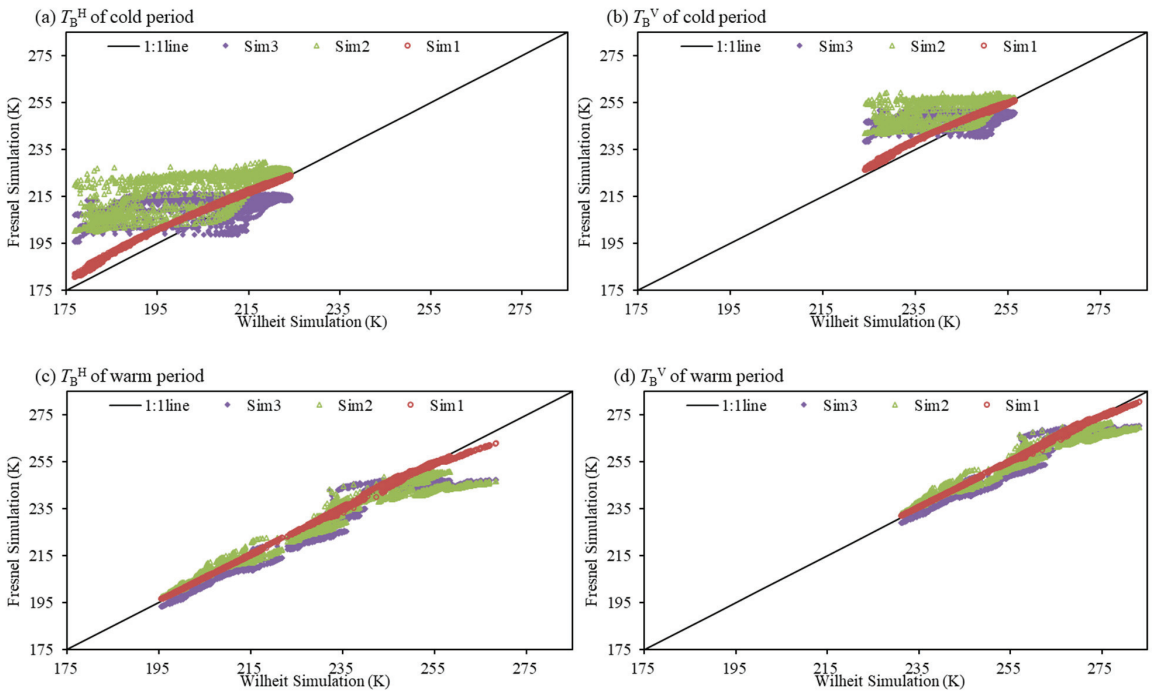 (a) T_B^H of cold period
1:1line Sim3 Sim2 Sim1
Fresnel Simulation (K)
275
255
235
215
195
175
175 195 215 235 255 275
Wilheit Simulation (K)
(b) T_B^V of cold period
1:1line Sim3 Sim2 Sim1
Fresnel Simulation (K)
275
255
235
215
195
175
175 195 215 235 255 275
Wilheit Simulation (K)
(c) T_B^H of warm period
1:1line Sim3 Sim2 Sim1
Fresnel Simulation (K)
275
255
235
215
195
175
175 195 215 235 255 275
Wilheit Simulation (K)
(d) T_B^V of warm period
1:1line Sim3 Sim2 Sim1
Fresnel Simulation (K)
275
255
235
215
195
175
175 195 215 235 255 275
Wilheit Simulation (K)